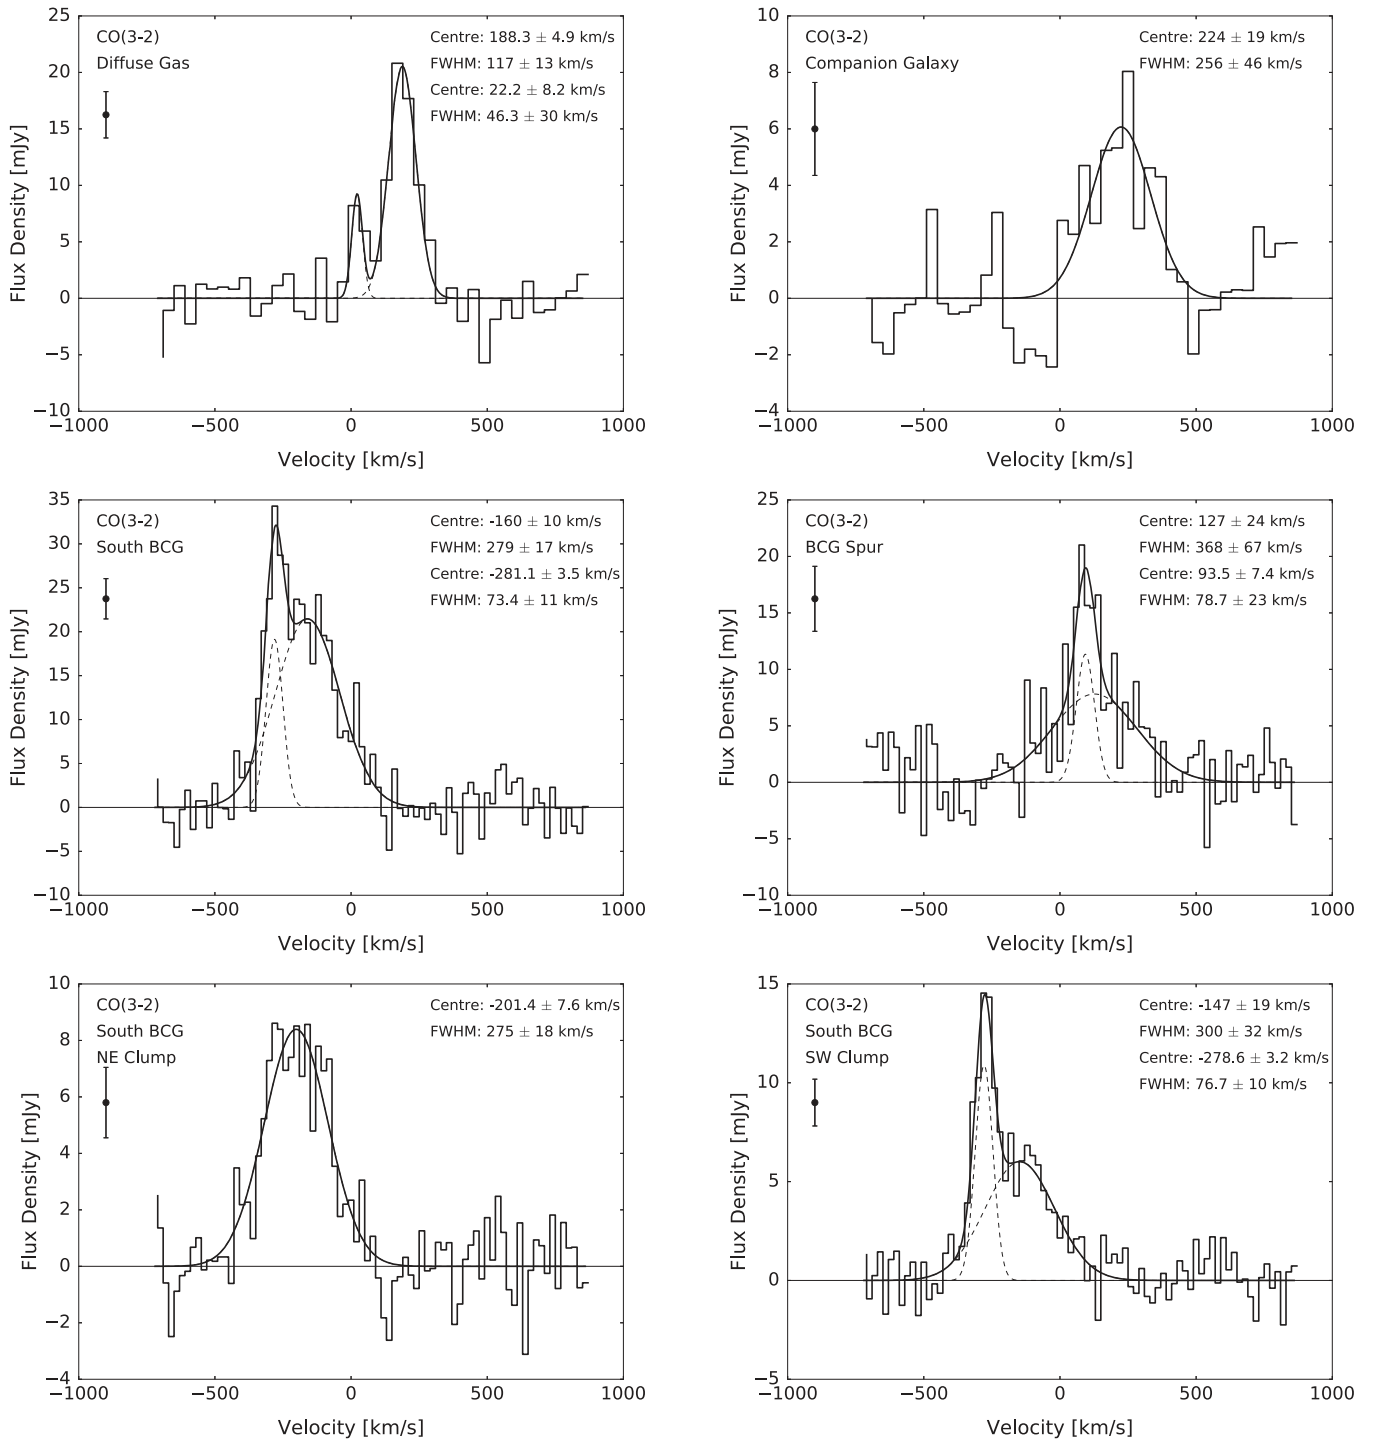 CO(3-2)
Diffuse Gas
Centre: 188.3 ± 4.9 km/s
FWHM: 117 ± 13 km/s
Centre: 22.2 ± 8.2 km/s
FWHM: 46.3 ± 30 km/s
25
20
15
10
5
0
−5
−10
−1000
−500
0
500
1000
Flux Density [mJy]
Velocity [km/s]
CO(3-2)
Companion Galaxy
Centre: 224 ± 19 km/s
FWHM: 256 ± 46 km/s
10
8
6
4
2
0
−2
−4
−1000
−500
0
500
1000
Flux Density [mJy]
Velocity [km/s]
CO(3-2)
South BCG
Centre: -160 ± 10 km/s
FWHM: 279 ± 17 km/s
Centre: -281.1 ± 3.5 km/s
FWHM: 73.4 ± 11 km/s
35
30
25
20
15
10
5
0
−5
−10
−1000
−500
0
500
1000
Flux Density [mJy]
Velocity [km/s]
CO(3-2)
BCG Spur
Centre: 127 ± 24 km/s
FWHM: 368 ± 67 km/s
Centre: 93.5 ± 7.4 km/s
FWHM: 78.7 ± 23 km/s
25
20
15
10
5
0
−5
−10
−1000
−500
0
500
1000
Flux Density [mJy]
Velocity [km/s]
CO(3-2)
South BCG
NE Clump
Centre: -201.4 ± 7.6 km/s
FWHM: 275 ± 18 km/s
10
8
6
4
2
0
−2
−4
−1000
−500
0
500
1000
Flux Density [mJy]
Velocity [km/s]
CO(3-2)
South BCG
SW Clump
Centre: -147 ± 19 km/s
FWHM: 300 ± 32 km/s
Centre: -278.6 ± 3.2 km/s
FWHM: 76.7 ± 10 km/s
15
10
5
0
−5
−1000
−500
0
500
1000
Flux Density [mJy]
Velocity [km/s]